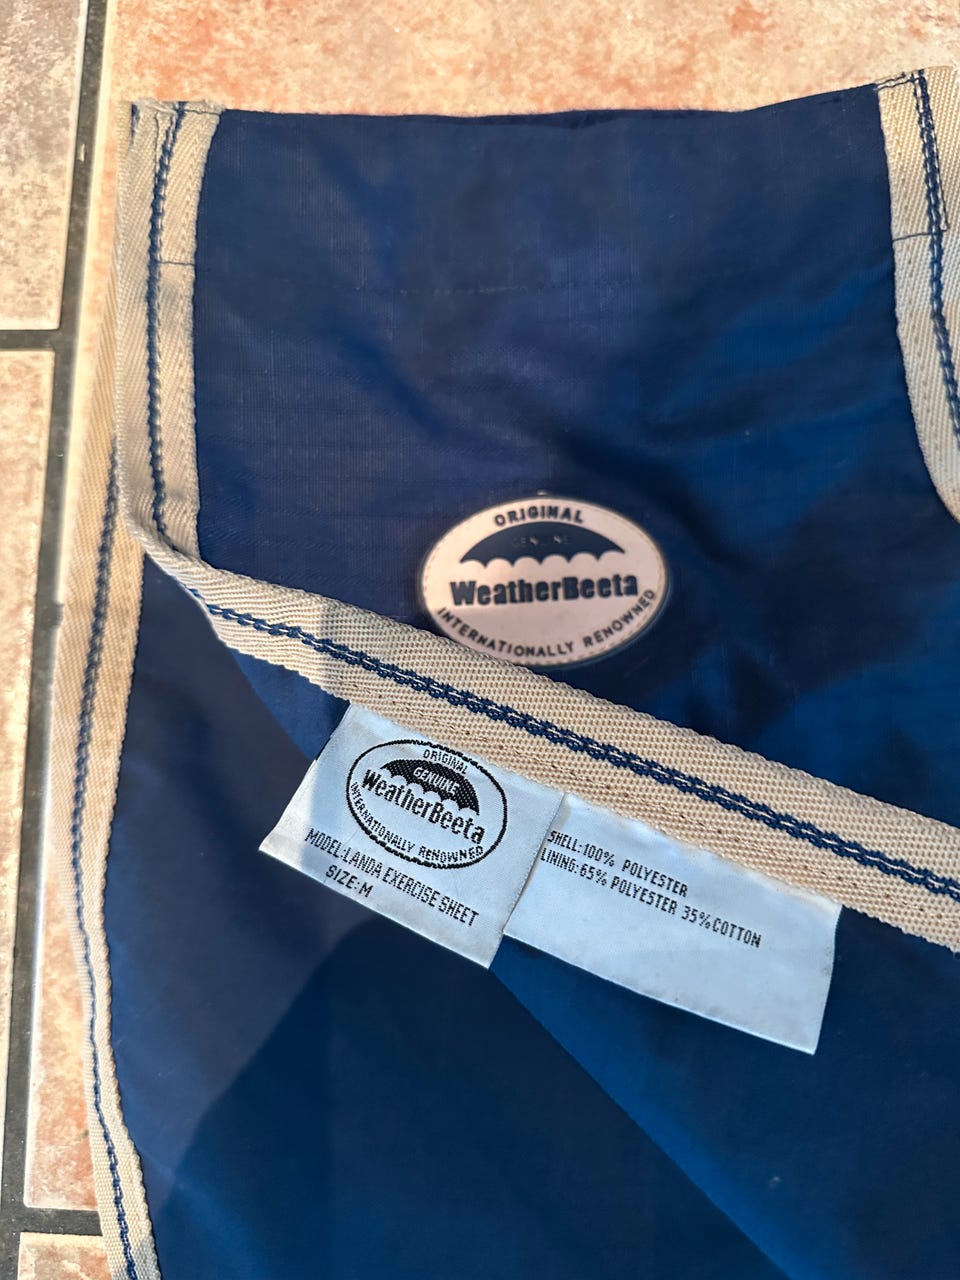 ORIGINAL
GENUINE
WeatherBeeta
INTERNATIONALLY RENOWNED
ORIGINAL
GENUINE
WeatherBeeta
INTERNATIONALLY RENOWNED
MODEL:LANDA EXERCISE SHEET
SIZE:M
SHELL:100% POLYESTER
LINING:65% POLYESTER 35%COTTON